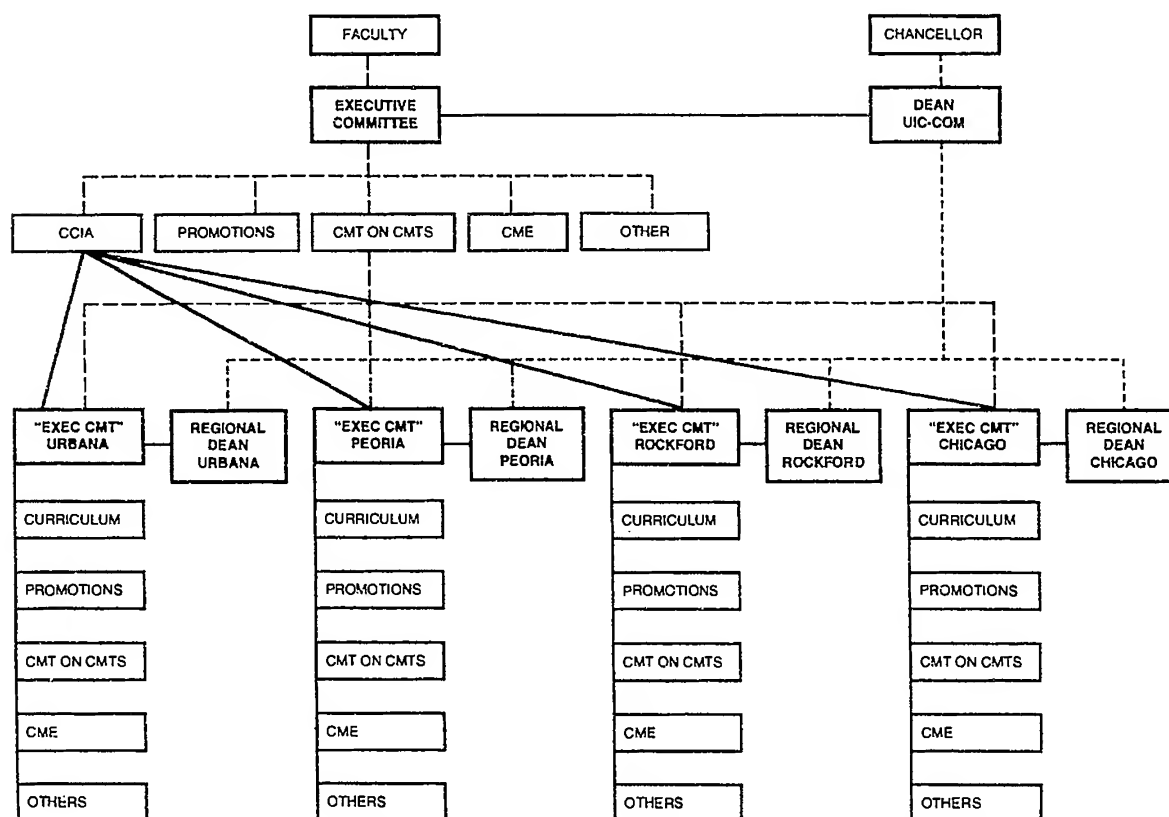 FACULTY
CHANCELLOR
EXECUTIVE
COMMITTEE
DEAN
UIC-COM
CCIA
PROMOTIONS
CMT ON CMTS
CME
OTHER
"EXEC CMT"
URBANA
REGIONAL
DEAN
URBANA
"EXEC CMT"
PEORIA
REGIONAL
DEAN
PEORIA
"EXEC CMT"
ROCKFORD
REGIONAL
DEAN
ROCKFORD
"EXEC CMT"
CHICAGO
REGIONAL
DEAN
CHICAGO
CURRICULUM
CURRICULUM
CURRICULUM
CURRICULUM
PROMOTIONS
PROMOTIONS
PROMOTIONS
PROMOTIONS
CMT ON CMTS
CMT ON CMTS
CMT ON CMTS
CMT ON CMTS
CME
CME
CME
CME
OTHERS
OTHERS
OTHERS
OTHERS